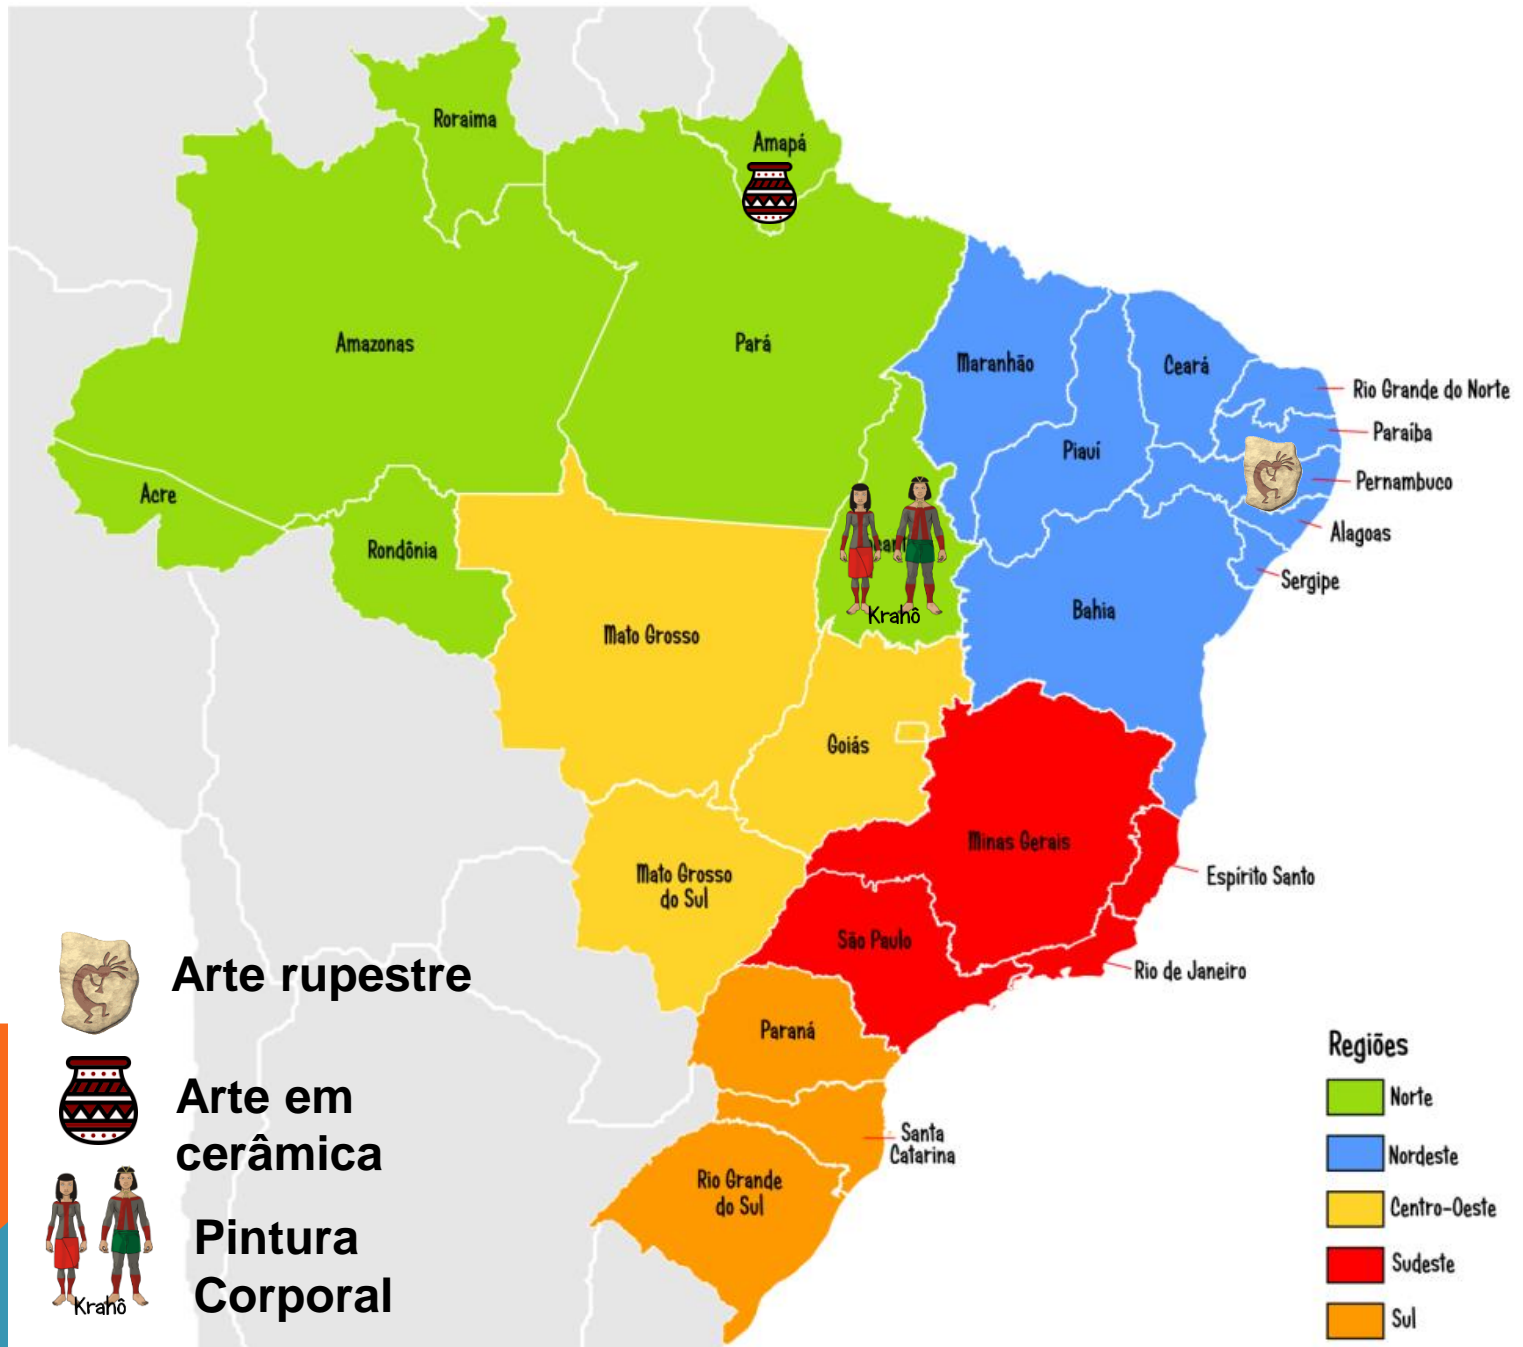 Roraima
Amapá
Amazonas
Pará
Maranhão
Ceará
Rio Grande do Norte
Paraíba
Piauí
Pernambuco
Acre
Alagoas
Rondônia
Sergipe
Krahô
Bahia
Mato Grosso
Goiás
Minas Gerais
Espírito Santo
Mato Grosso
do Sul
São Paulo
Rio de Janeiro
Paraná
Santa
Catarina
Rio Grande
do Sul
Arte rupestre
Arte em
cerâmica
Pintura
Corporal
Krahô
Regiões
Norte
Nordeste
Centro-Oeste
Sudeste
Sul